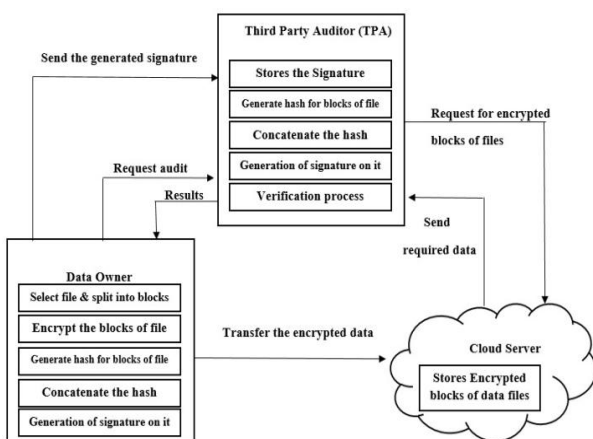 Third Party Auditor (TPA)
Send the generated signature
Stores the Signature
Generate hash for blocks of file
Concatenate the hash
Generation of signature on it
Verification process
Request for encrypted
blocks of files
Request audit
Results
Send
required data
Data Owner
Select file & split into blocks
Encrypt the blocks of file
Generate hash for blocks of file
Concatenate the hash
Generation of signature on it
Transfer the encrypted data
Cloud Server
Stores Encrypted
blocks of data files